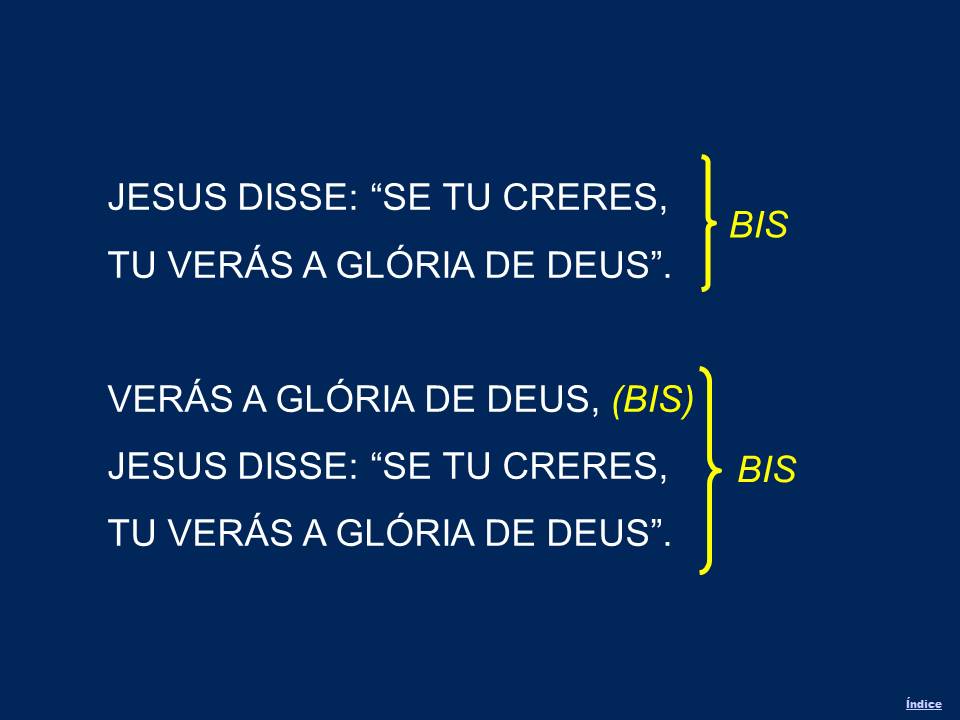 JESUS DISSE: “SE TU CRERES,
TU VERÁS A GLÓRIA DE DEUS”.
BIS
VERÁS A GLÓRIA DE DEUS, (BIS)
JESUS DISSE: “SE TU CRERES,
TU VERÁS A GLÓRIA DE DEUS”.
BIS
Índice